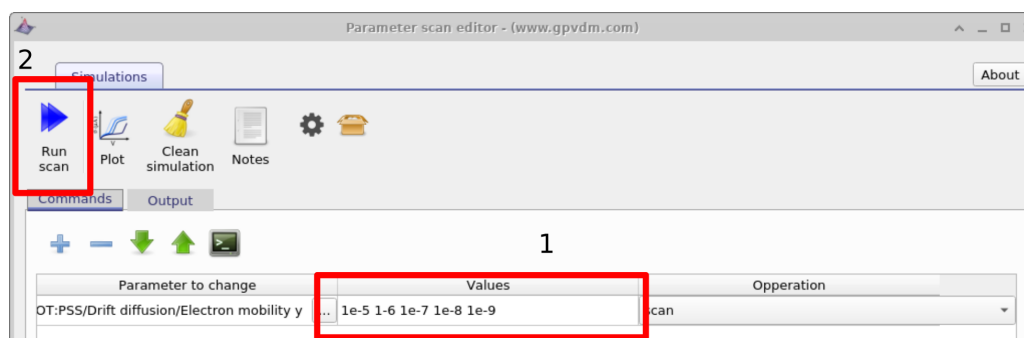 Parameter scan editor - (www.gpvdm.com)
2
Simulations
About
Run scan
Plot
Clean simulation
Notes
Commands
Output
1
Parameter to change
Values
Opperation
OT:PSS/Drift diffusion/Electron mobility y
...
1e-5 1-6 1e-7 1e-8 1e-9
scan